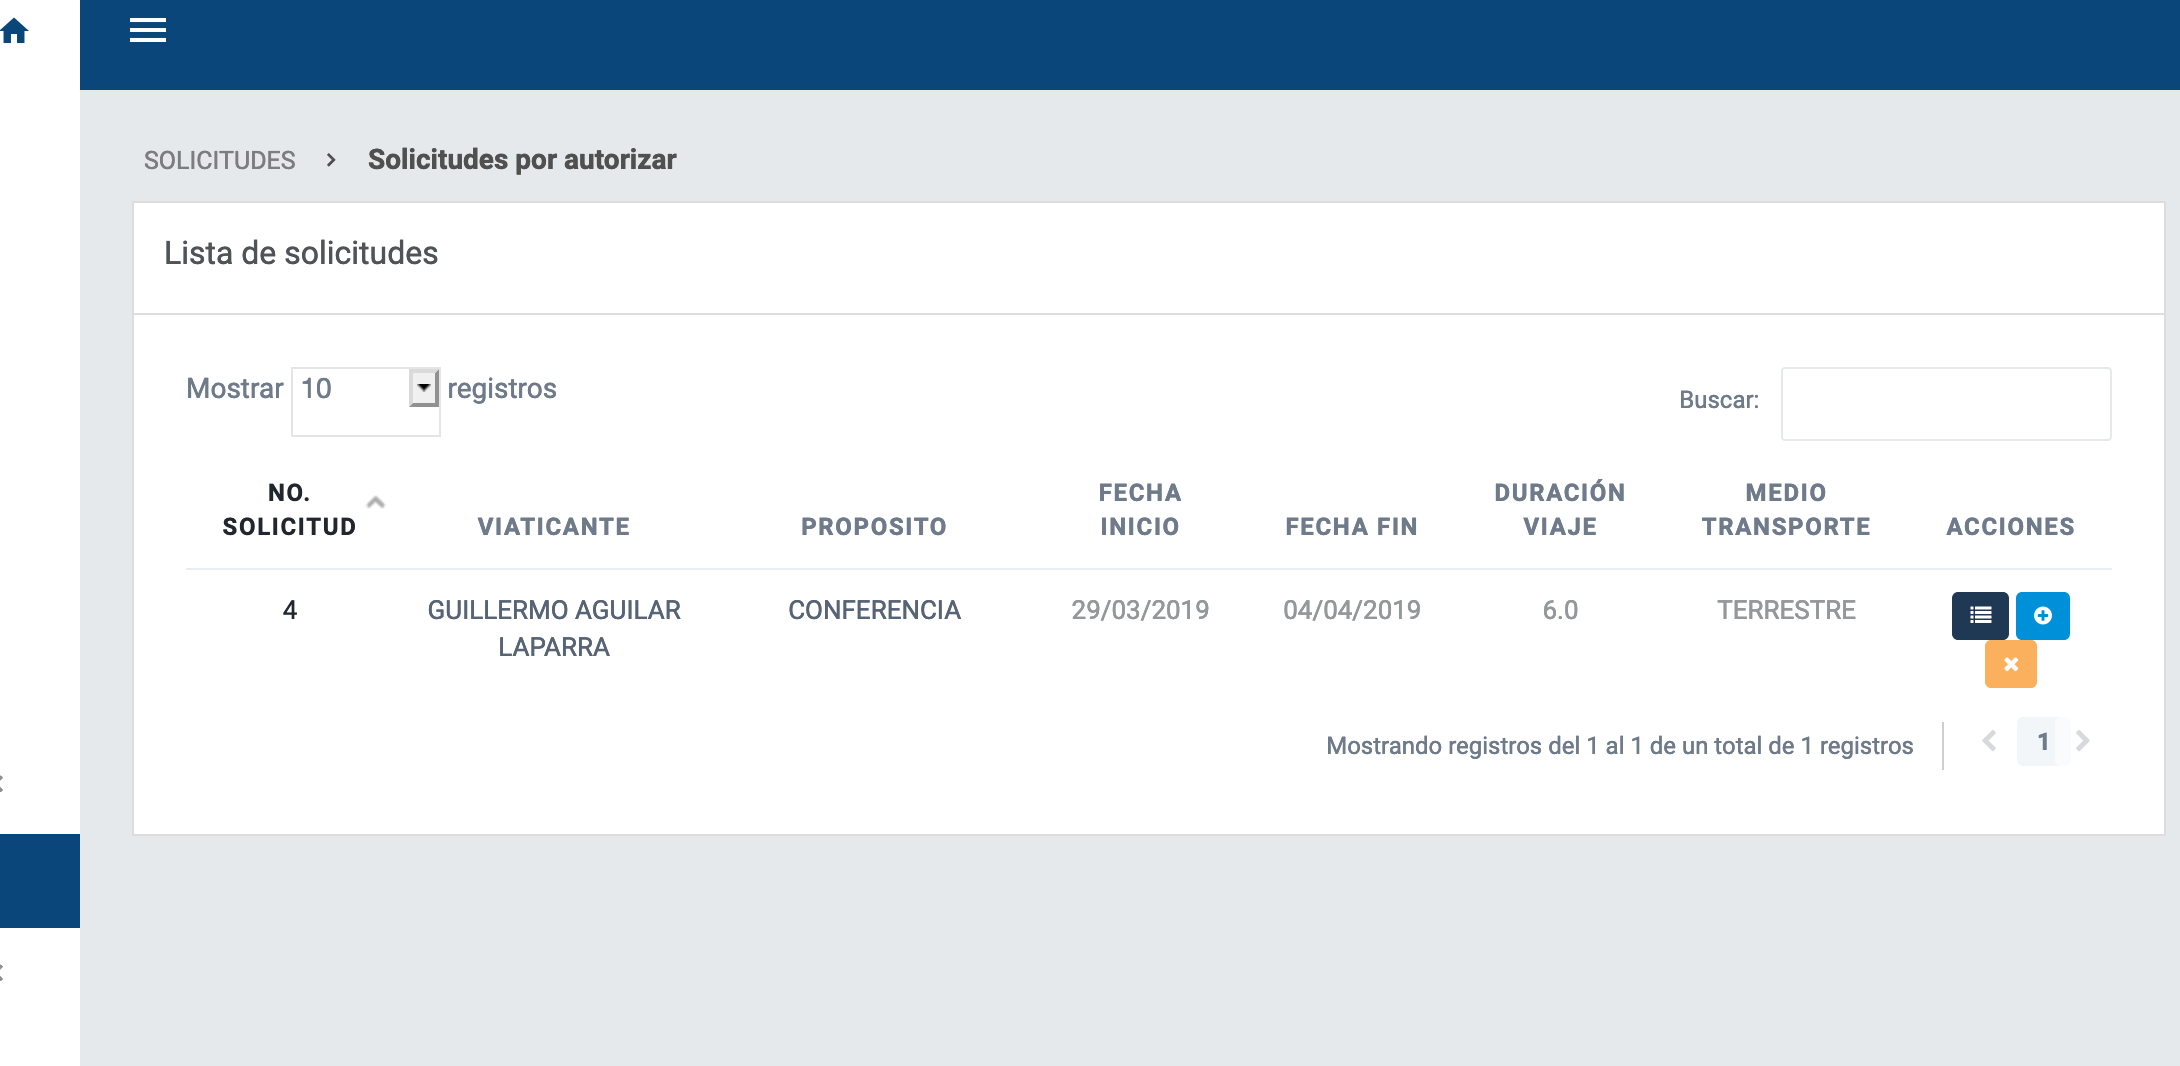 SOLICITUDES > Solicitudes por autorizar
Lista de solicitudes
Mostrar 10 registros
Buscar:
NO. SOLICITUD VIATICANTE PROPOSITO FECHA INICIO FECHA FIN DURACIÓN VIAJE MEDIO TRANSPORTE ACCIONES
4 GUILLERMO AGUILAR LAPARRA CONFERENCIA 29/03/2019 04/04/2019 6.0 TERRESTRE
Mostrando registros del 1 al 1 de un total de 1 registros 1